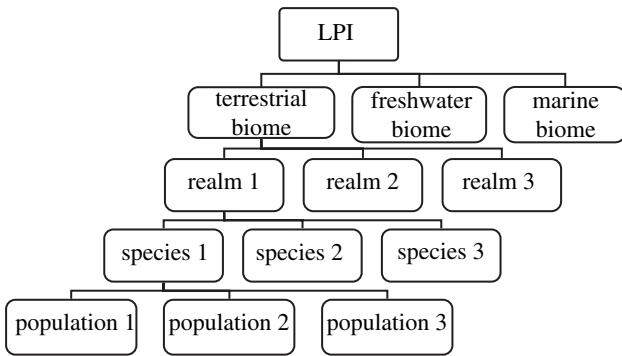 LPI
terrestrial
biome
freshwater
biome
marine
biome
realm 1
realm 2
realm 3
species 1
species 2
species 3
population 1
population 2
population 3